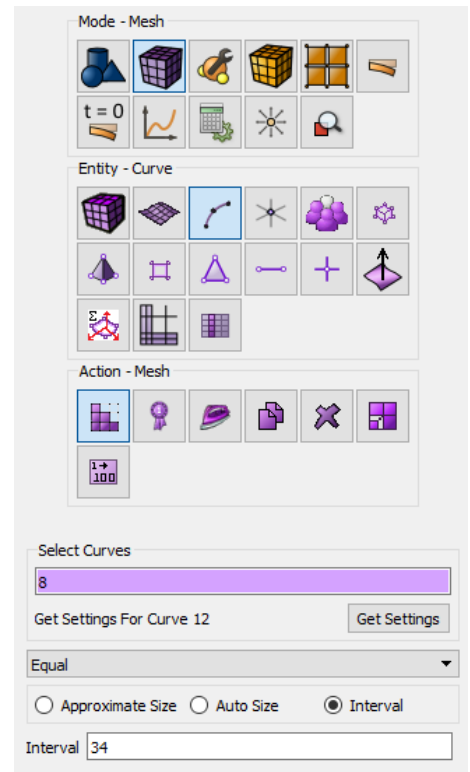 Mode - Mesh
t = 0
Entity - Curve
Σ
Action - Mesh
1→
100
Select Curves
8
Get Settings For Curve 12 Get Settings
Equal
Approximate Size Auto Size Interval
Interval 34